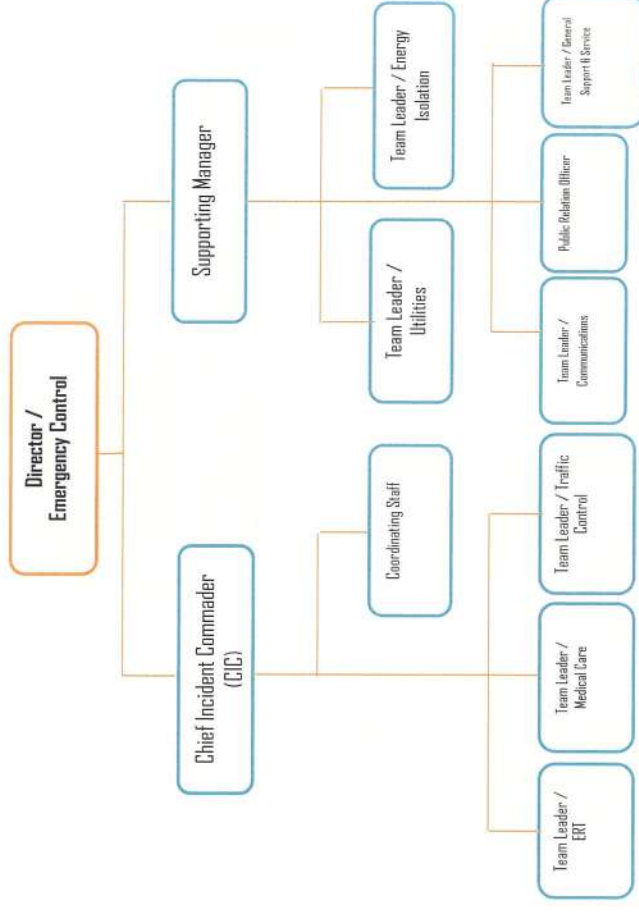 Director /
Emergency Control
Chief Incident Commader
(CIC)
Supporting Manager
Coordinating Staff
Team Leader /
Utilities
Team Leader / Energy
Isolation
Team Leader /
ERT
Team Leader /
Medical Care
Team Leader / Traffic
Control
Team Leader /
Communications
Public Relation Officer
Team Leader / General
Support & Service